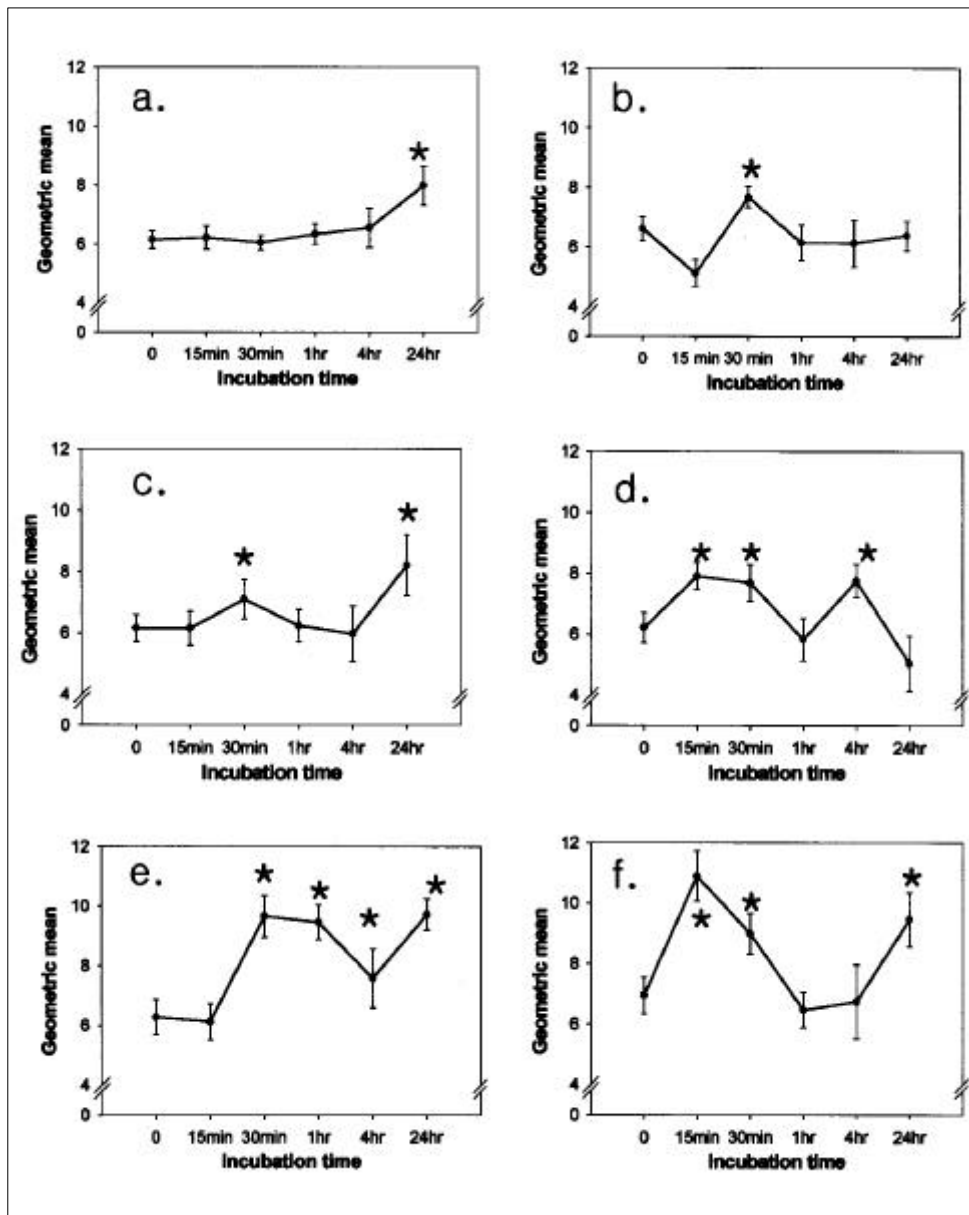 a.
12
10
8
6
4
0
Geometric mean
0 15min 30min 1hr 4hr 24hr
Incubation time
b.
12
10
8
6
4
0
Geometric mean
0 15 min 30 min 1hr 4hr 24hr
Incubation time
c.
12
10
8
6
4
0
Geometric mean
0 15min 30min 1hr 4hr 24hr
Incubation time
d.
12
10
8
6
4
0
Geometric mean
0 15min 30min 1hr 4hr 24hr
Incubation time
e.
12
10
8
6
4
0
Geometric mean
0 15min 30min 1hr 4hr 24hr
Incubation time
f.
12
10
8
6
4
0
Geometric mean
0 15min 30min 1hr 4hr 24hr
Incubation time